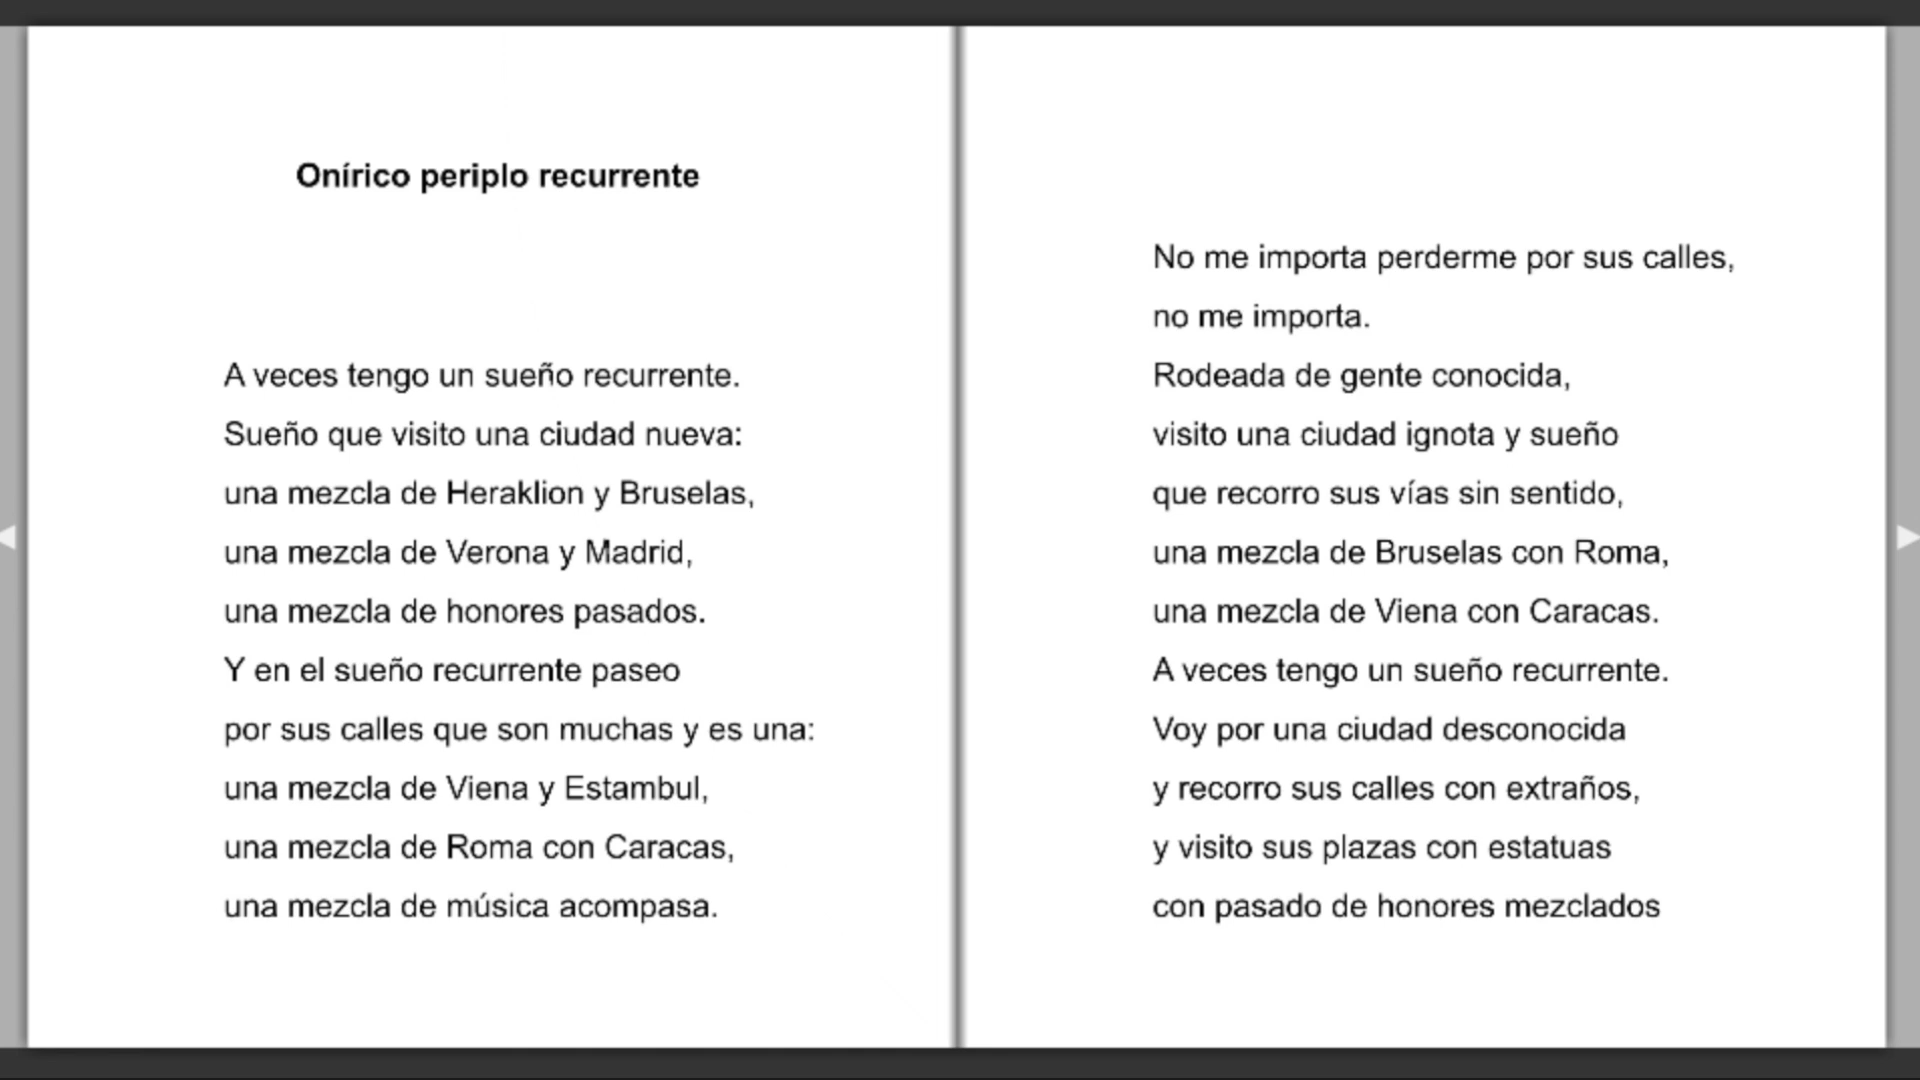 Onírico periplo recurrente
A veces tengo un sueño recurrente.
Sueño que visito una ciudad nueva:
una mezcla de Heraklion y Bruselas,
una mezcla de Verona y Madrid,
una mezcla de honores pasados.
Y en el sueño recurrente paseo
por sus calles que son muchas y es una:
una mezcla de Viena y Estambul,
una mezcla de Roma con Caracas,
una mezcla de música acompasa.
No me importa perderme por sus calles,
no me importa.
Rodeada de gente conocida,
visito una ciudad ignota y sueño
que recorro sus vías sin sentido,
una mezcla de Bruselas con Roma,
una mezcla de Viena con Caracas.
A veces tengo un sueño recurrente.
Voy por una ciudad desconocida
y recorro sus calles con extraños,
y visito sus plazas con estatuas
con pasado de honores mezclados